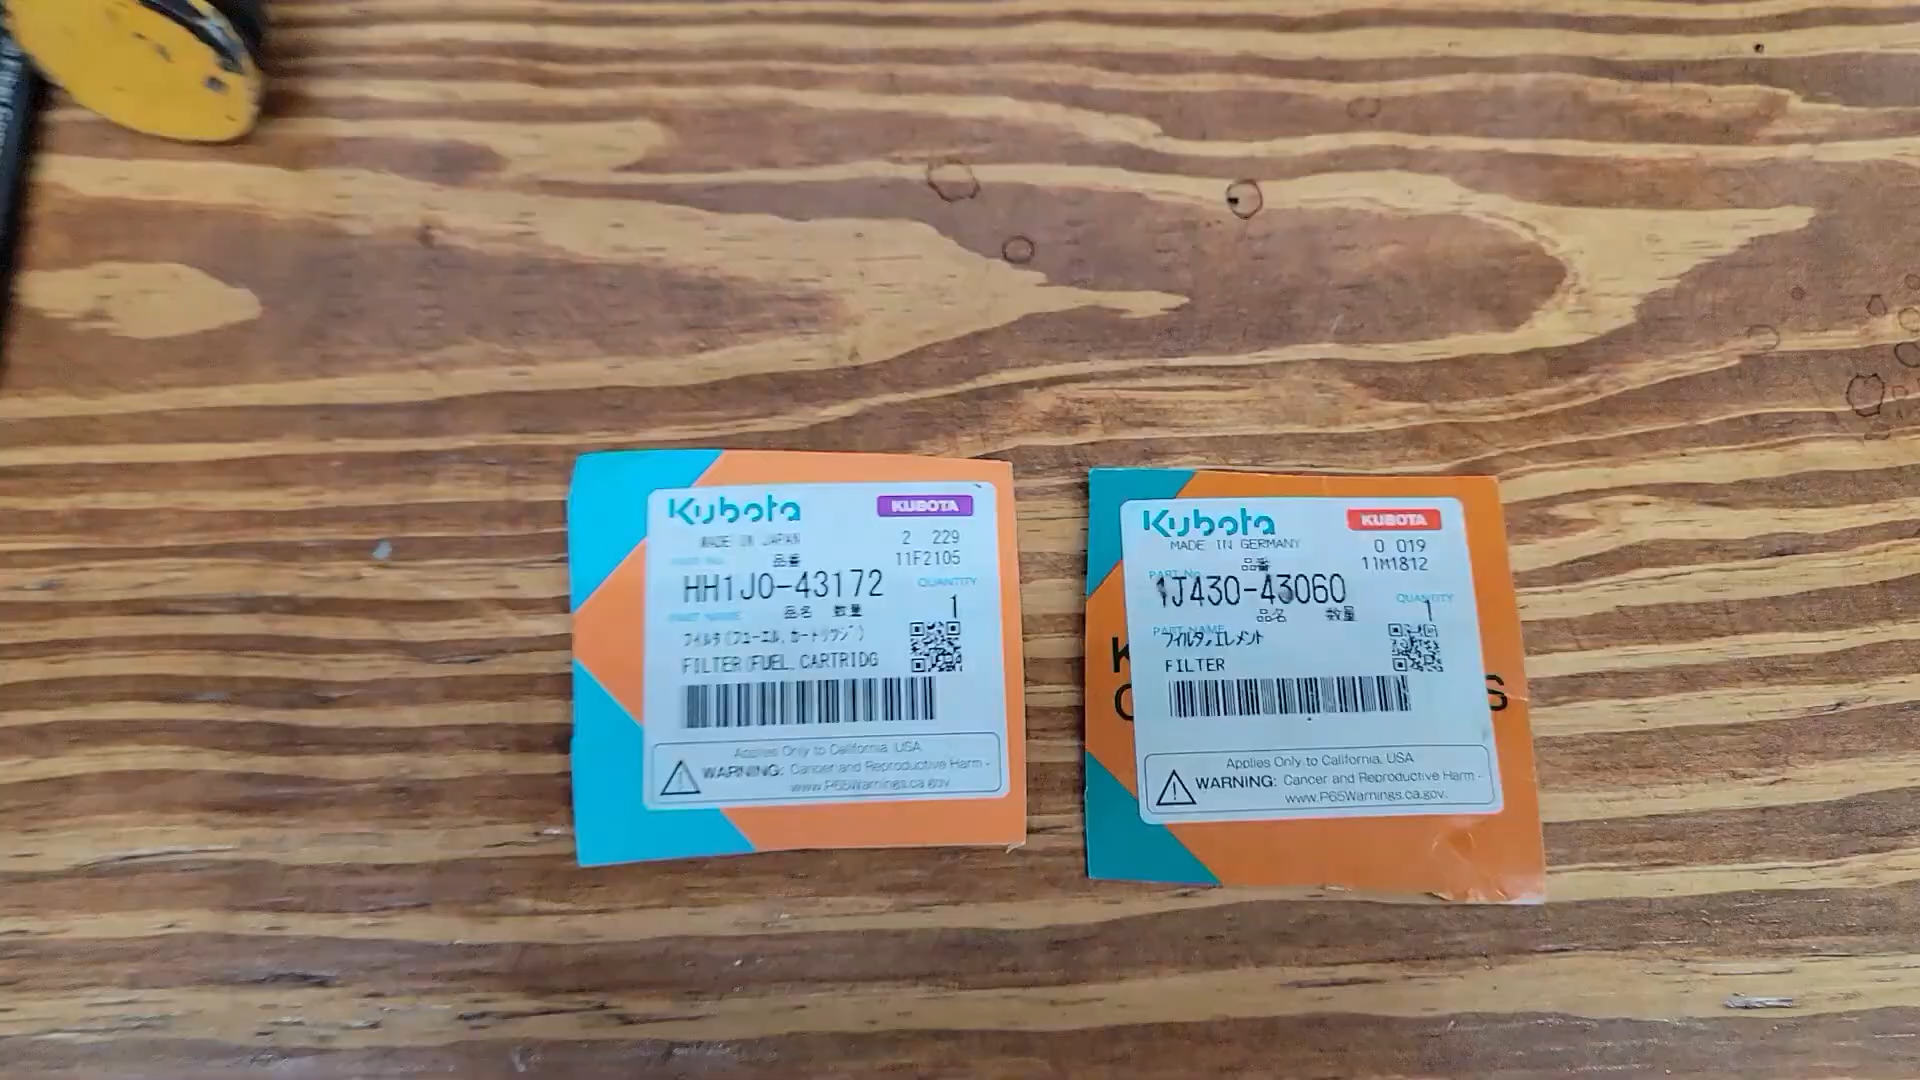 Kubota KUBOTA
MADE IN JAPAN 2 229
PART No. 品番 11F2105
HH1J0-43172 QUANTITY
PART NAME 品名 数量 1
フィルタ(フューエル,カートリッジ)
FILTER(FUEL,CARTRIDG
Applies Only to California, USA
WARNING: Cancer and Reproductive Harm -
www.P65Warnings.ca.gov
Kubota KUBOTA
MADE IN GERMANY 0 019
PART No. 品番 11M1812
1J430-43060 QUANTITY
品名 数量 1
PART NAME
フィルタ,エレメント
FILTER
K
S
Applies Only to California, USA
WARNING: Cancer and Reproductive Harm -
www.P65Warnings.ca.gov.